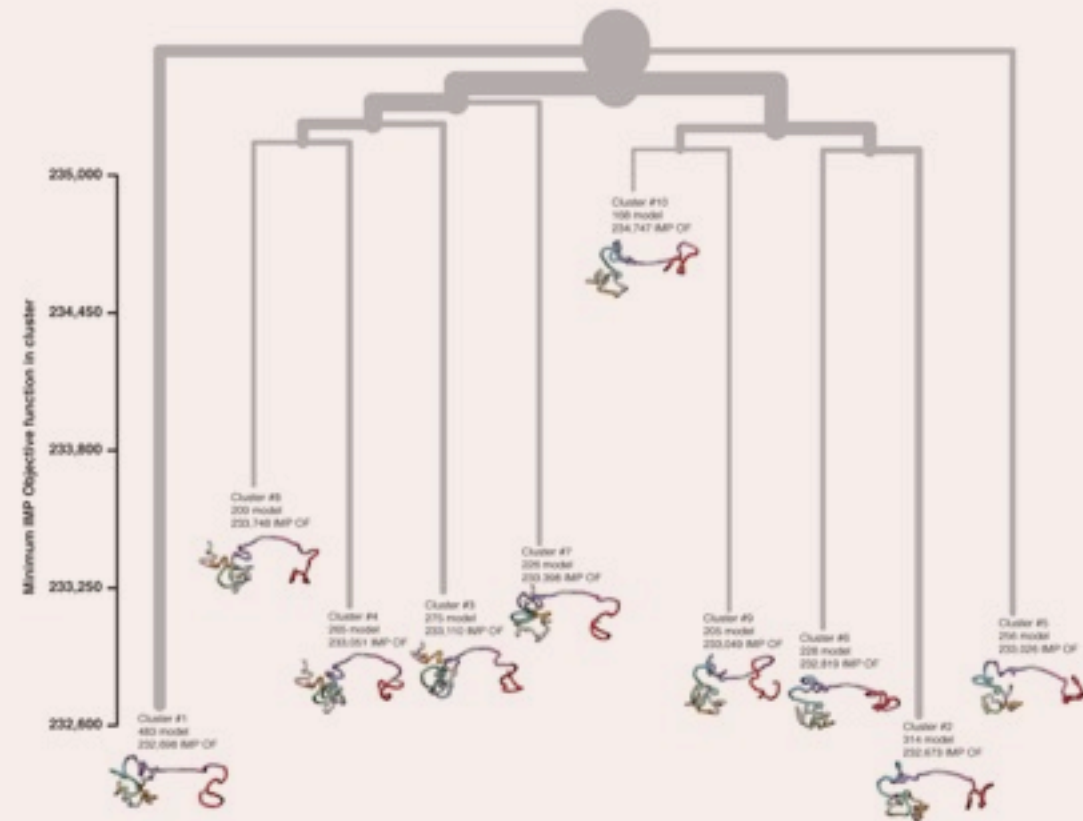 235,000
234,450
233,800
233,250
Minimum IMP Objective function in cluster
Cluster #10
168 model
234,747 IMP OF
Cluster #8
200 model
233,748 IMP OF
Cluster #7
226 model
233,398 IMP OF
Cluster #4
265 model
233,051 IMP OF
Cluster #3
275 model
233,110 IMP OF
Cluster #9
205 model
233,049 IMP OF
Cluster #6
228 model
232,819 IMP OF
Cluster #5
256 model
233,026 IMP OF
Cluster #1
483 model
IMP OF
Cluster #2
314 model
232,673 IMP OF